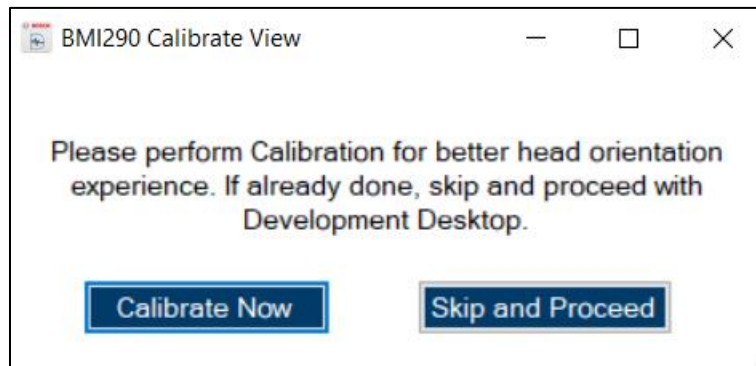 BMI290 Calibrate View
Please perform Calibration for better head orientation
experience. If already done, skip and proceed with
Development Desktop.
Calibrate Now
Skip and Proceed